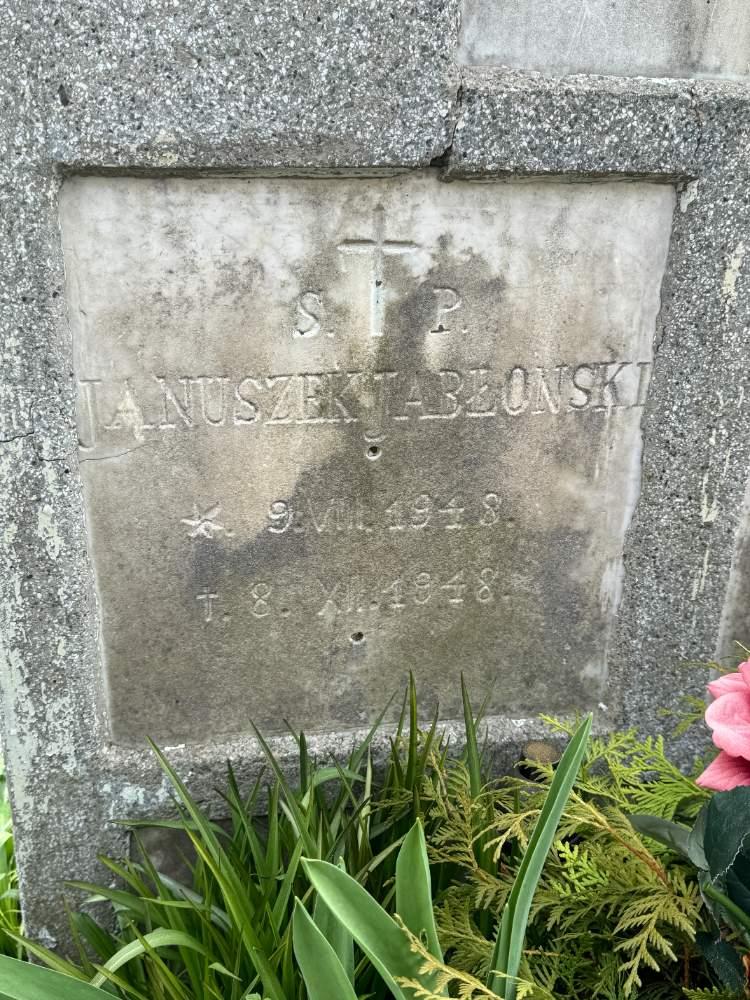 S. P.
JANUSZEK JABŁOŃSKI
*. 9. VIII. 1948.
†. 8. XII. 1948.